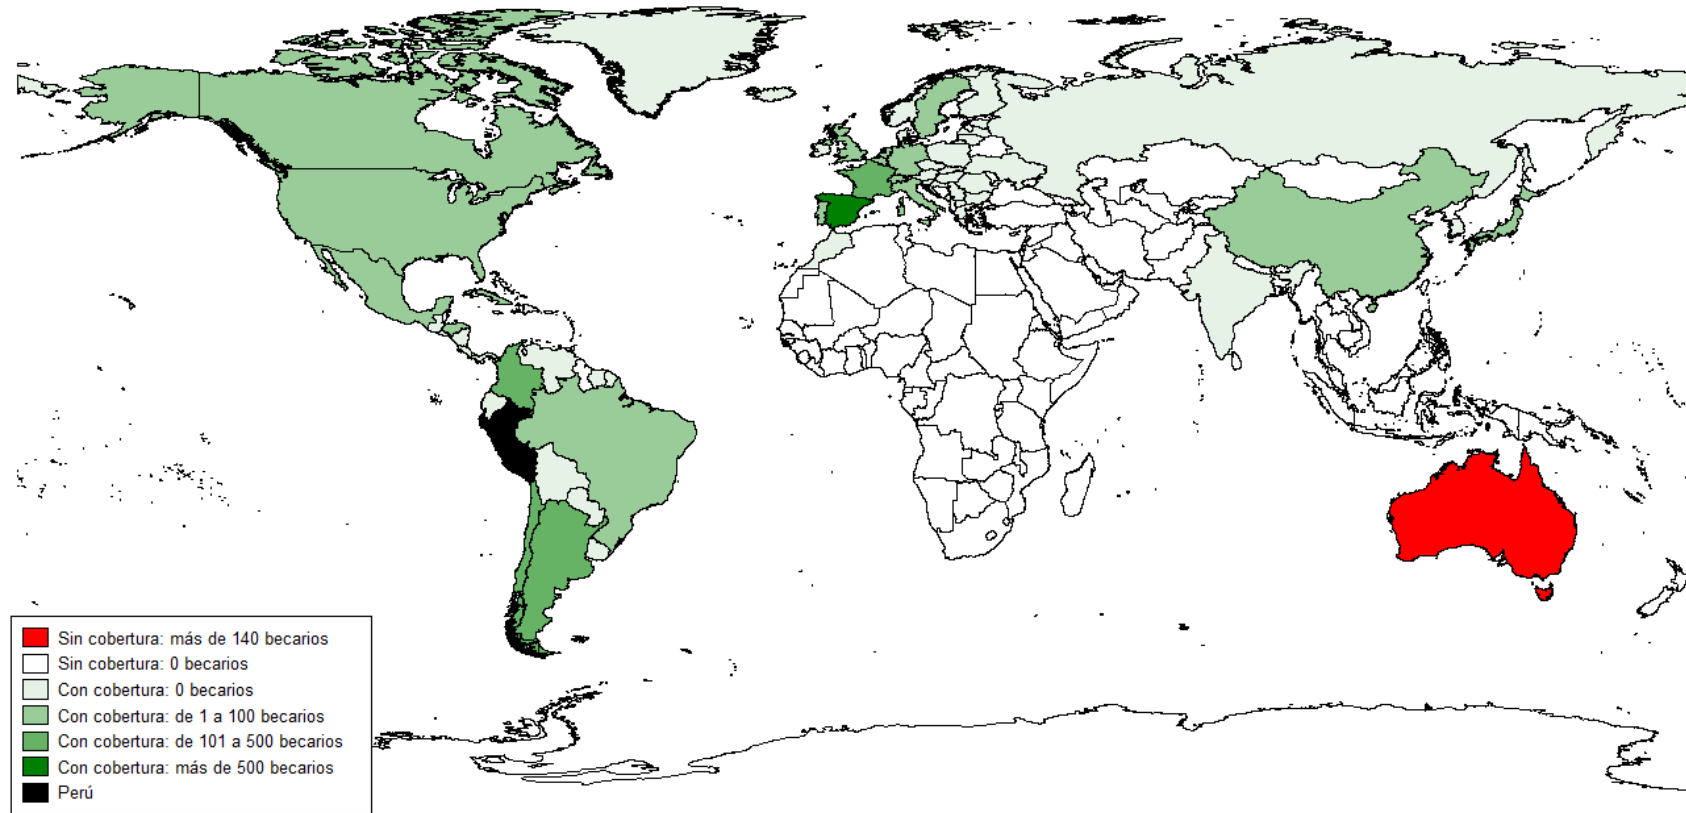 Sin cobertura: más de 140 becarios
Sin cobertura: 0 becarios
Con cobertura: 0 becarios
Con cobertura: de 1 a 100 becarios
Con cobertura: de 101 a 500 becarios
Con cobertura: más de 500 becarios
Perú